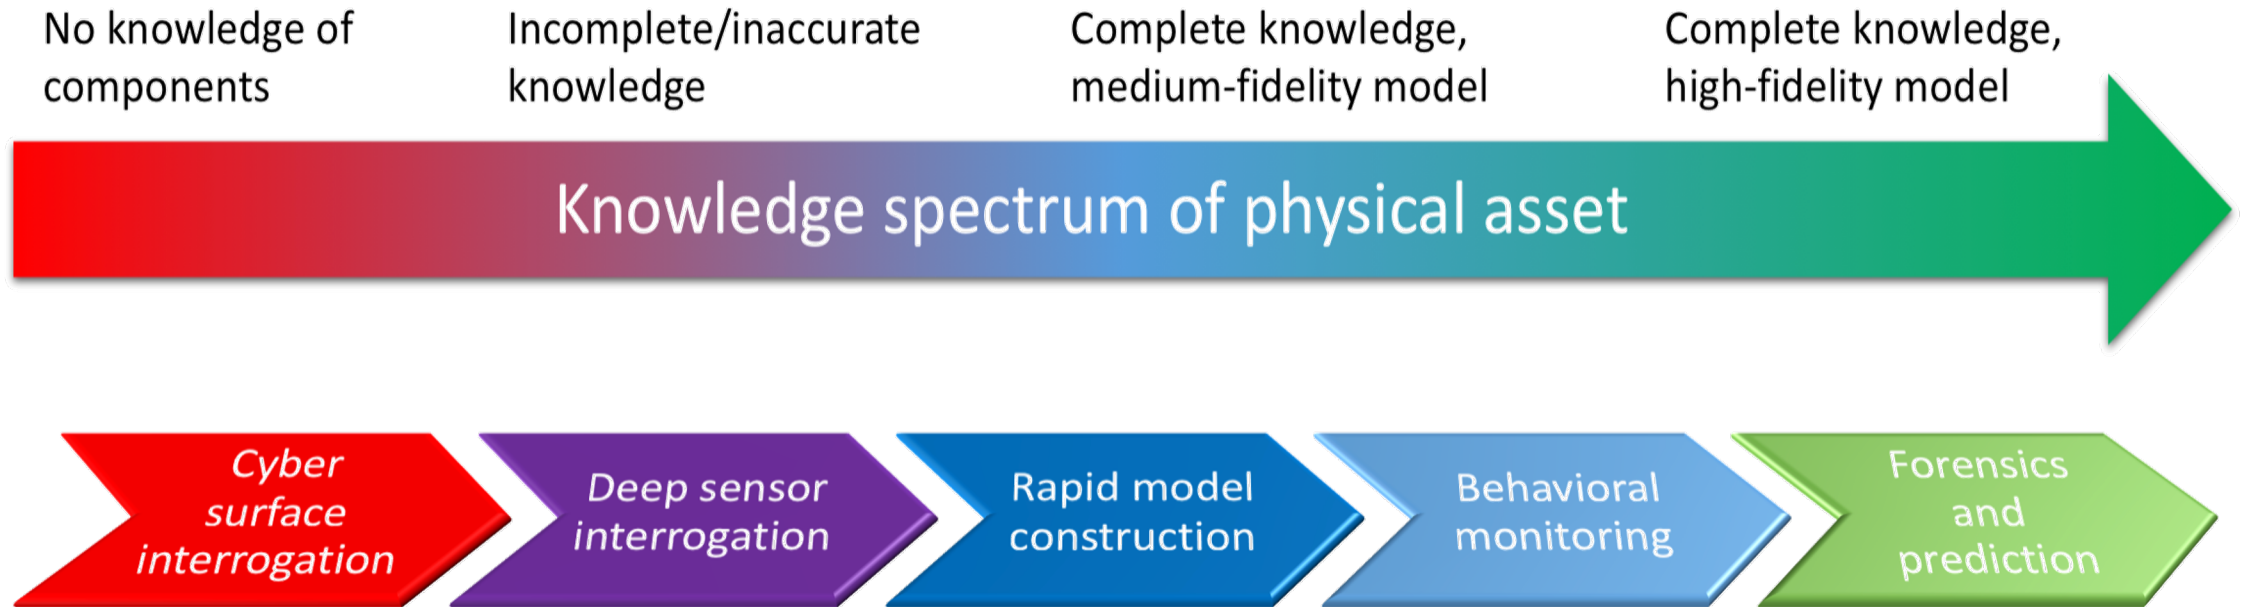 No knowledge of
components
Incomplete/inaccurate
knowledge
Complete knowledge,
medium-fidelity model
Complete knowledge,
high-fidelity model
Knowledge spectrum of physical asset
Cyber
surface
interrogation
Deep sensor
interrogation
Rapid model
construction
Behavioral
monitoring
Forensics
and
prediction